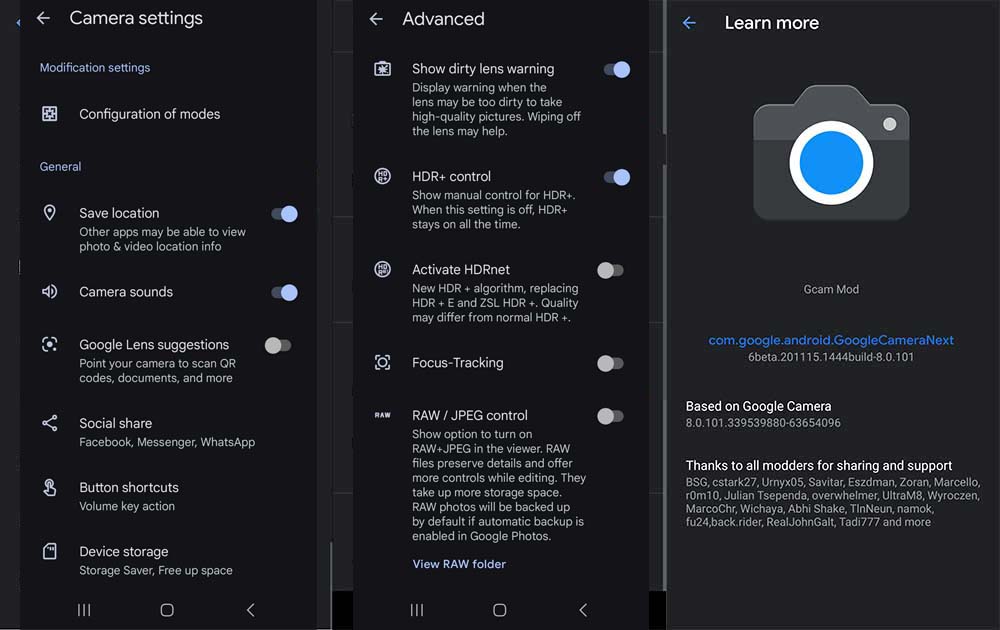 Camera settings
Modification settings
Configuration of modes
General
Save location
Other apps may be able to view
photo & video location info
Camera sounds
Google Lens suggestions
Point your camera to scan QR
codes, documents, and more
Social share
Facebook, Messenger, WhatsApp
Button shortcuts
Volume key action
Device storage
Storage Saver, Free up space
Advanced
Show dirty lens warning
Display warning when the
lens may be too dirty to take
high-quality pictures. Wiping off
the lens may help.
HDR+ control
Show manual control for HDR+.
When this setting is off, HDR+
stays on all the time.
Activate HDRnet
New HDR + algorithm, replacing
HDR + E and ZSL HDR +. Quality
may differ from normal HDR +.
Focus-Tracking
RAW
RAW / JPEG control
Show option to turn on
RAW+JPEG in the viewer. RAW
files preserve details and offer
more controls while editing. They
take up more storage space.
RAW photos will be backed up
by default if automatic backup is
enabled in Google Photos.
View RAW folder
Learn more
Gcam Mod
com.google.android.GoogleCameraNext
6beta.201115.1444build-8.0.101
Based on Google Camera
8.0.101.339539880-63654096
Thanks to all modders for sharing and support
BSG, cstark27, Urnyx05, Savitar, Eszdman, Zoran, Marcello,
r0m10, Julian Tsependa, overwhelmer, UltraM8, Wyroczen,
MarcoChr, Wichaya, Abhi Shake, TlnNeun, namok,
fu24,back.rider, RealJohnGalt, Tadi777 and more